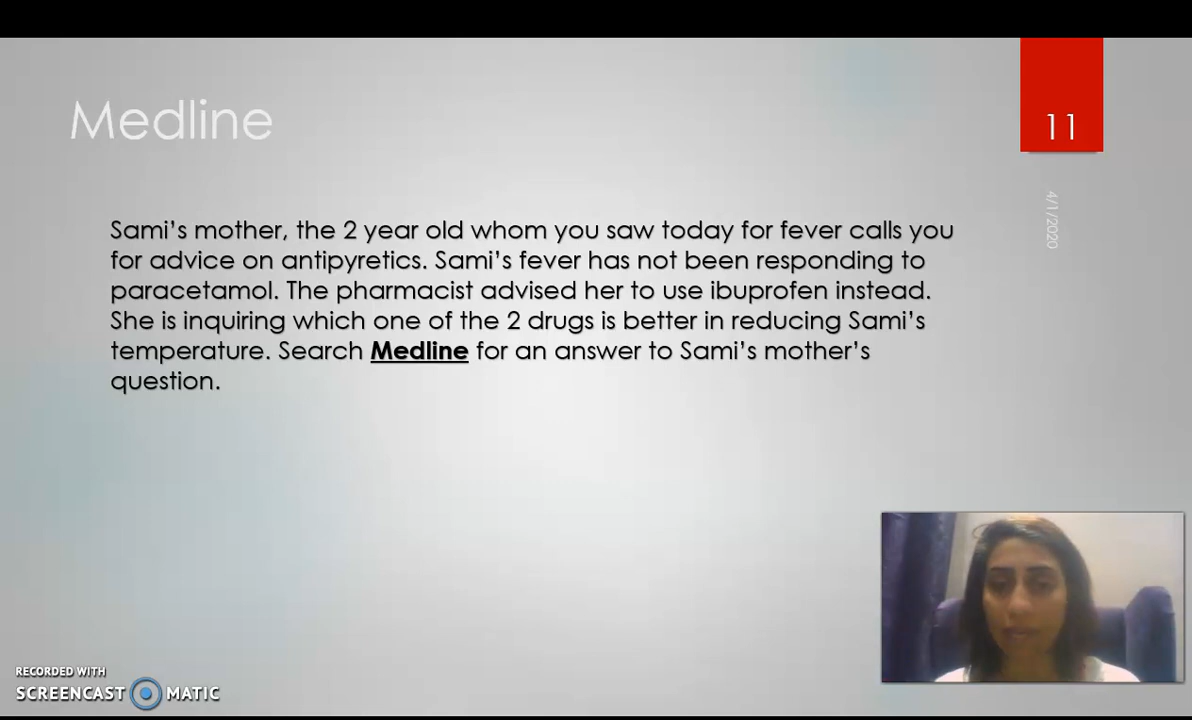 Medline
11
4/1/2020
Sami’s mother, the 2 year old whom you saw today for fever calls you
for advice on antipyretics. Sami’s fever has not been responding to
paracetamol. The pharmacist advised her to use ibuprofen instead.
She is inquiring which one of the 2 drugs is better in reducing Sami’s
temperature. Search Medline for an answer to Sami’s mother’s
question.
RECORDED WITH
SCREENCAST MATIC